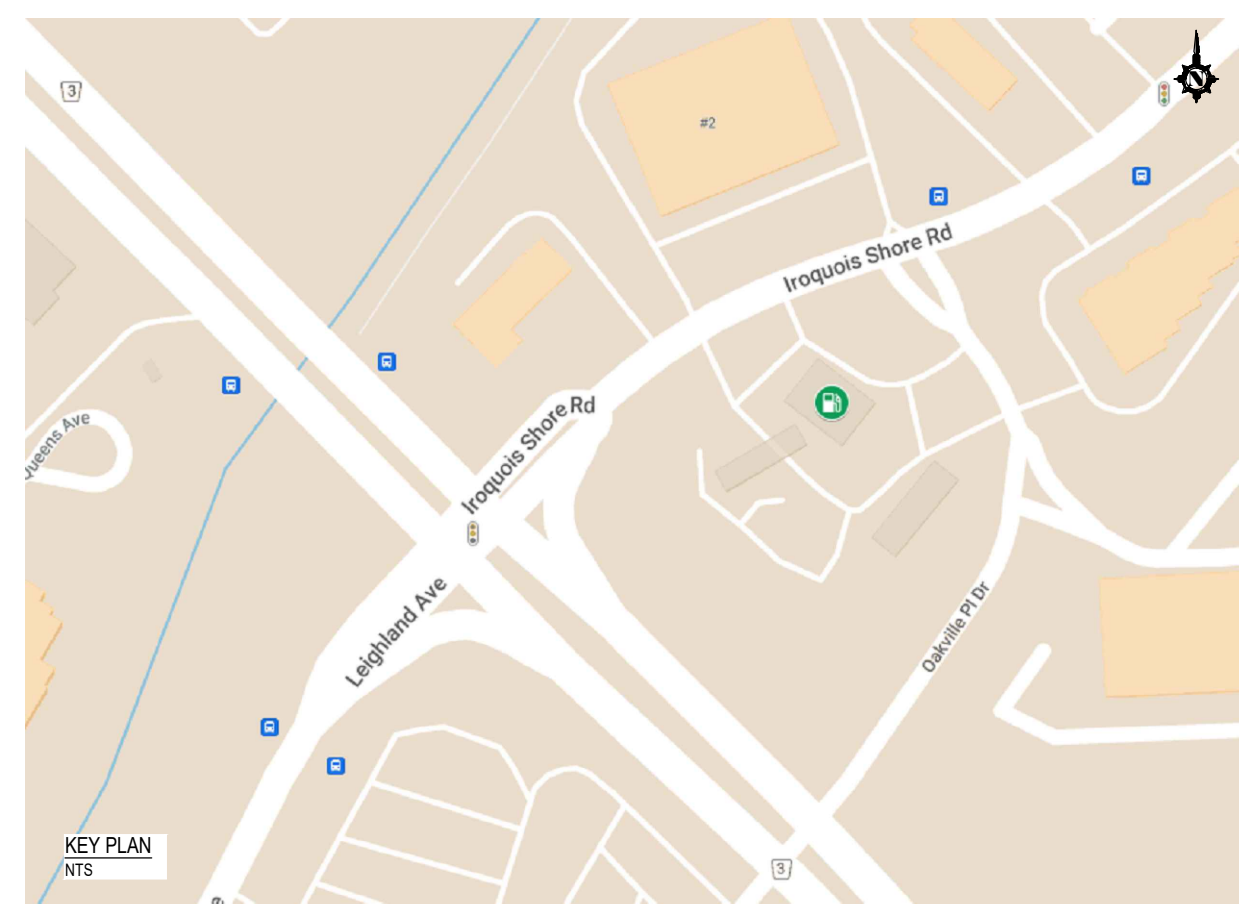 3
N
#2
Iroquois Shore Rd
Queens Ave
Iroquois Shore Rd
Leighland Ave
Oakville Pl Dr
KEY PLAN
NTS
3